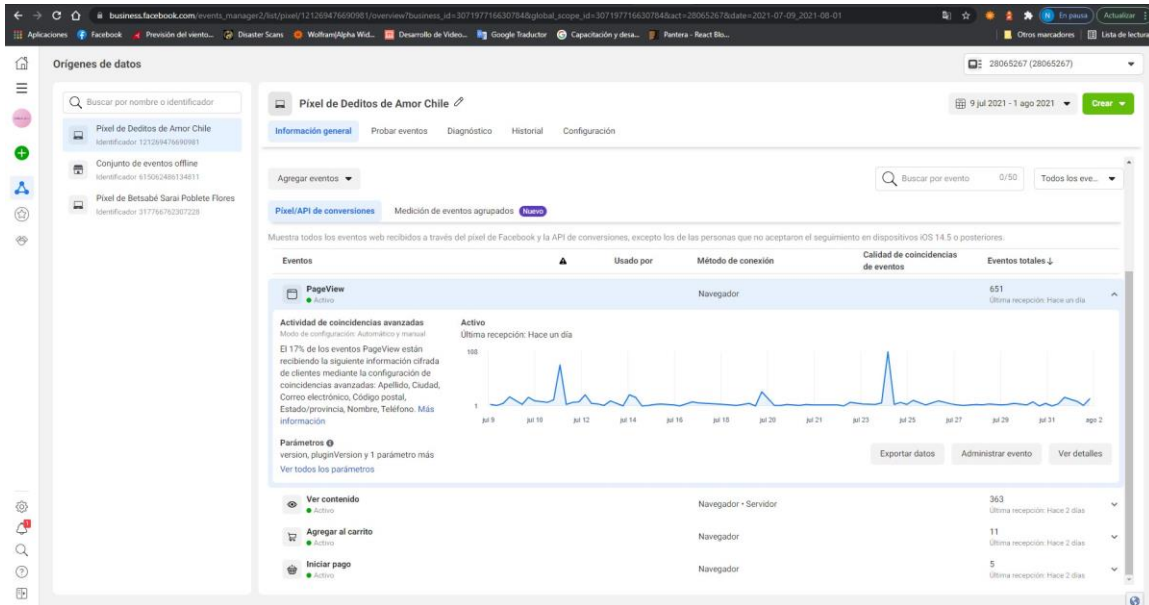 business.facebook.com/events_manager2/list/pixel/121269476690981/overview?business_id=307197716630784&global_scope_id=307197716630784&act=28065267&date=2021-07-09_2021-08-01
En pausa
Actualizar
Aplicaciones
Facebook
Previsión del viento...
Disaster Scans
Wolfram|Alpha Wid...
Desarrollo de Video...
Google Traductor
Capacitación y desa...
Pantera - React Blo...
Otros marcadores
Lista de lectura
Orígenes de datos
28065267 (28065267)
Buscar por nombre o identificador
Píxel de Deditos de Amor Chile
Identificador 121269476690981
Conjunto de eventos offline
Identificador 615062486134811
Píxel de Betsabé Sarai Poblete Flores
Identificador 317766762307228
Píxel de Deditos de Amor Chile
9 jul 2021 - 1 ago 2021
Crear
Información general
Probar eventos
Diagnóstico
Historial
Configuración
Agregar eventos
Buscar por evento
0/50
Todos los eve...
Píxel/API de conversiones
Medición de eventos agrupados
Nuevo
Muestra todos los eventos web recibidos a través del píxel de Facebook y la API de conversiones, excepto los de las personas que no aceptaron el seguimiento en dispositivos iOS 14.5 o posteriores.
Eventos
Usado por
Método de conexión
Calidad de coincidencias
de eventos
Eventos totales
PageView
Activo
Navegador
651
Última recepción: Hace un día
Actividad de coincidencias avanzadas
Modo de configuración: Automático y manual
El 17% de los eventos PageView están
recibiendo la siguiente información cifrada
de clientes mediante la configuración de
coincidencias avanzadas: Apellido, Ciudad,
Correo electrónico, Código postal,
Estado/provincia, Nombre, Teléfono. Más
información
Parámetros
version, pluginVersion y 1 parámetro más
Ver todos los parámetros
Activo
Última recepción: Hace un día
1
jul 9
jul 10
jul 12
jul 14
jul 16
jul 18
jul 20
jul 21
jul 23
jul 25
jul 27
jul 29
jul 31
ago 2
Exportar datos
Administrar evento
Ver detalles
Ver contenido
Activo
Navegador • Servidor
363
Última recepción: Hace 2 días
Agregar al carrito
Activo
Navegador
11
Última recepción: Hace 2 días
Iniciar pago
Activo
Navegador
5
Última recepción: Hace 2 días